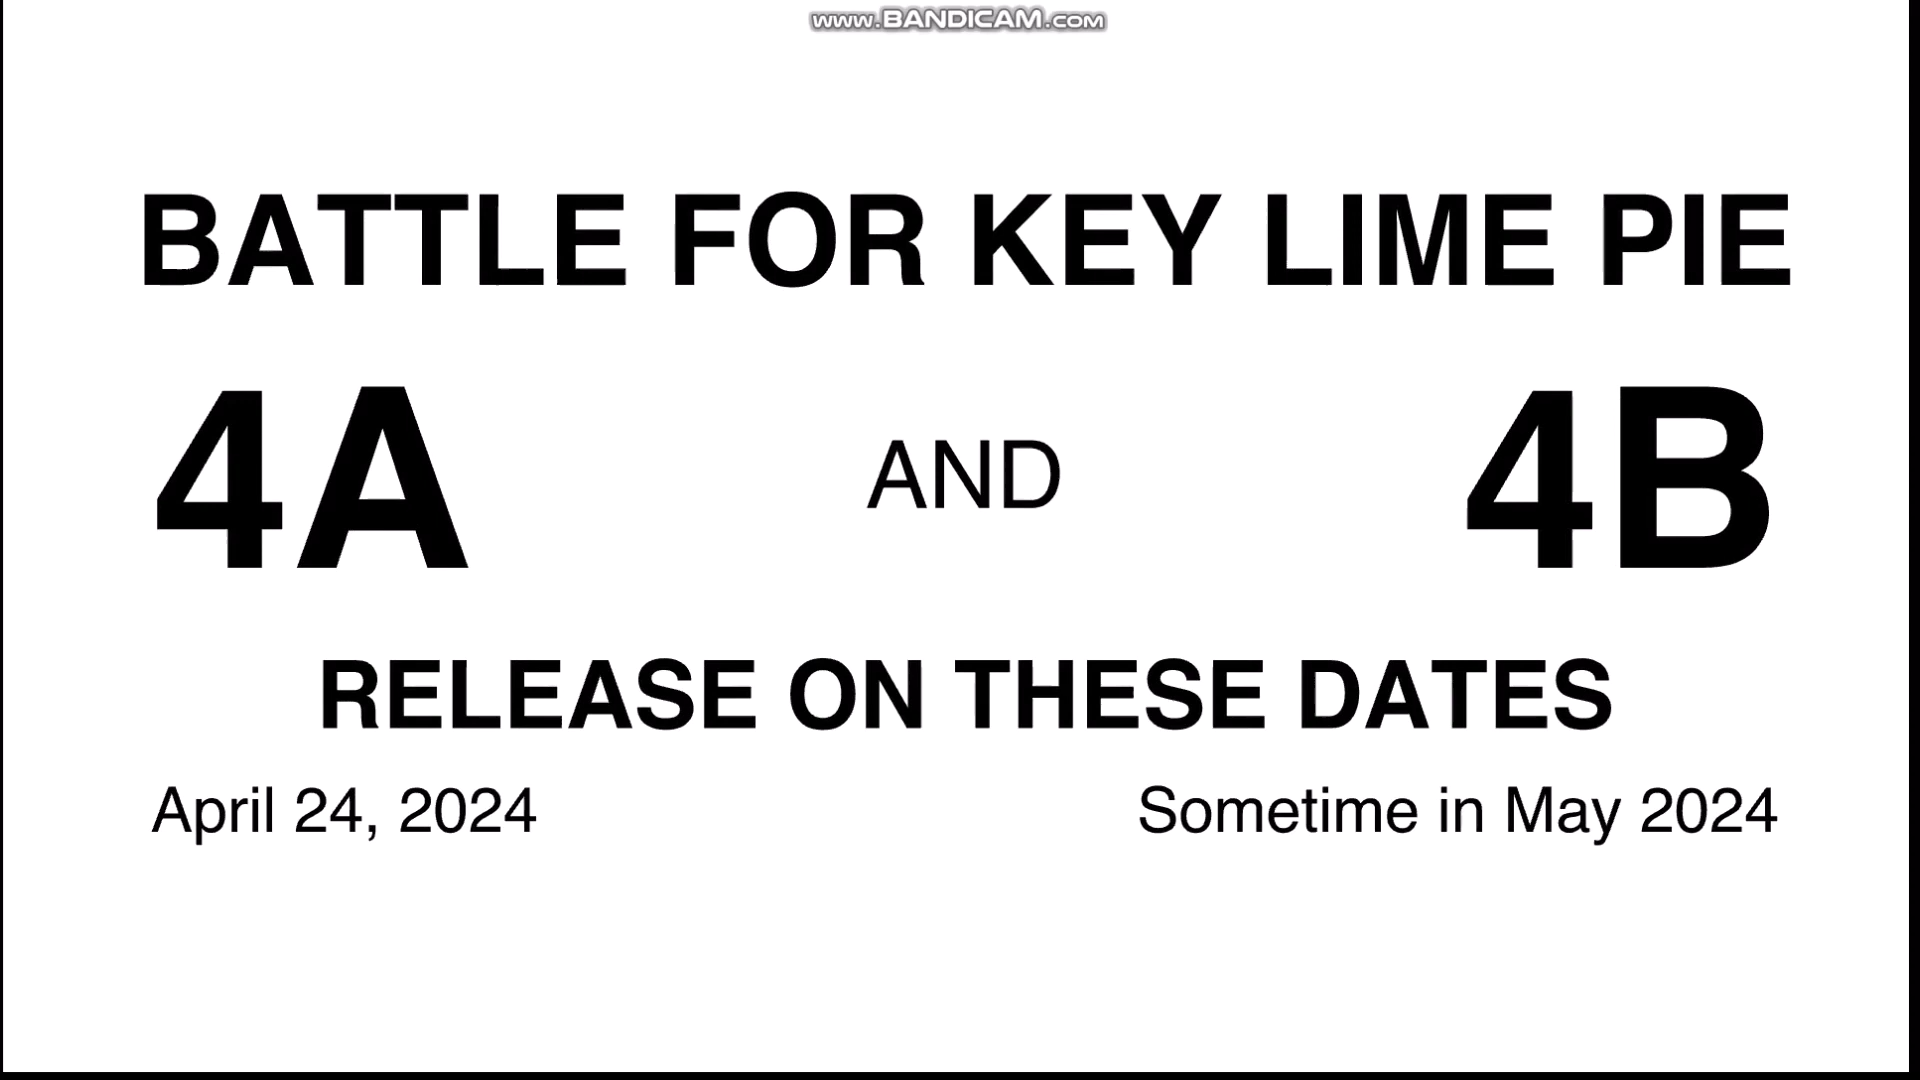 www.BANDICAM.com
BATTLE FOR KEY LIME PIE
4A AND 4B
RELEASE ON THESE DATES
April 24, 2024 Sometime in May 2024